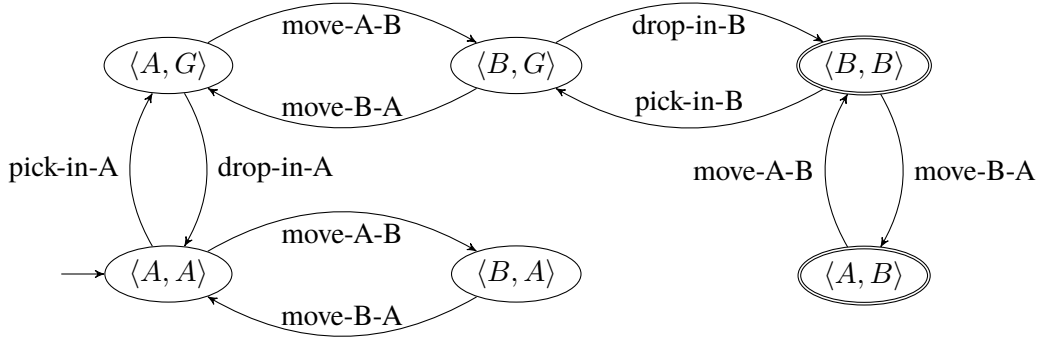 move-A-B
drop-in-B
⟨A, G⟩
⟨B, G⟩
⟨B, B⟩
move-B-A
pick-in-B
pick-in-A
drop-in-A
move-A-B
move-B-A
move-A-B
⟨A, A⟩
⟨B, A⟩
⟨A, B⟩
move-B-A